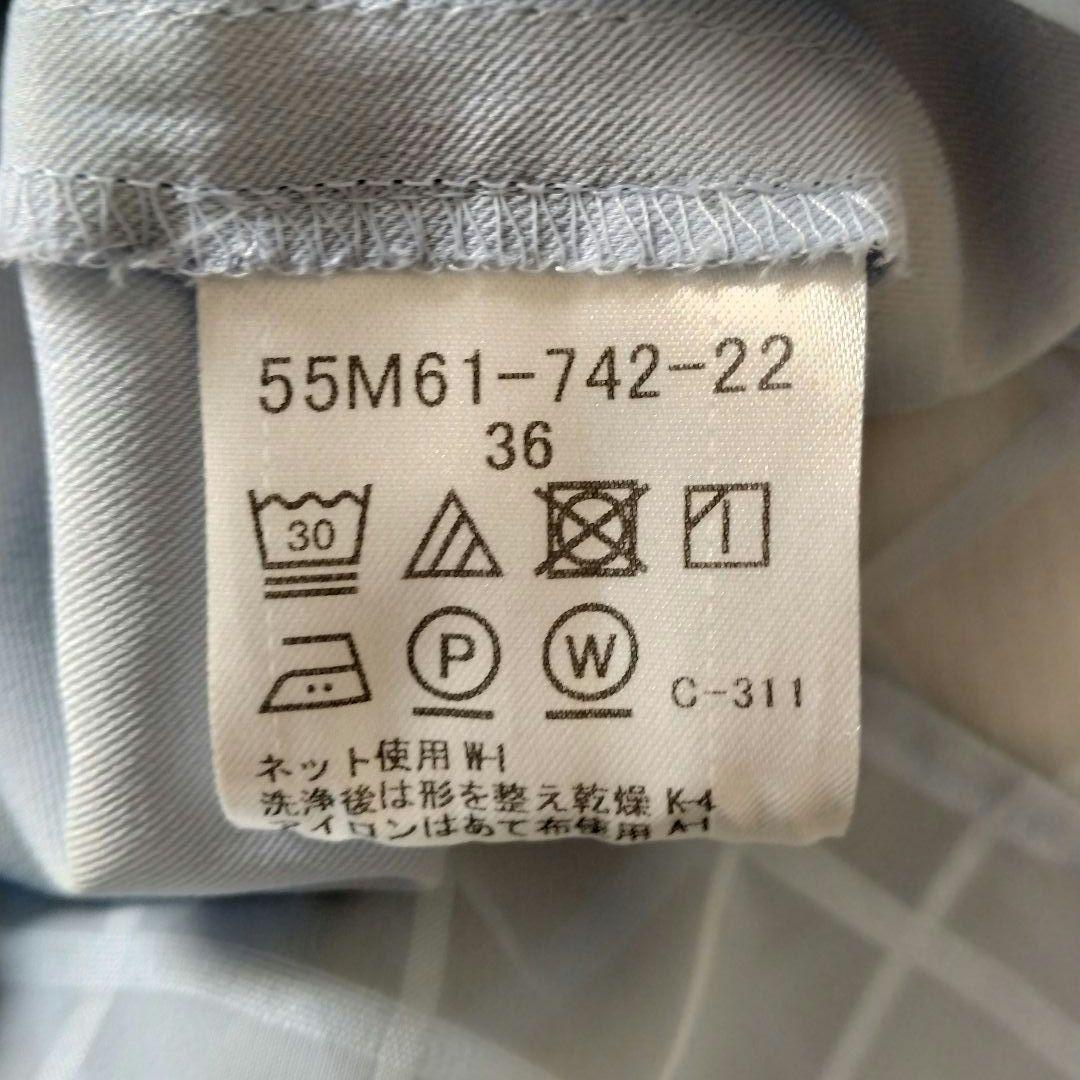 55M61-742-22
36
30
P W C-311
ネット使用 W-1
洗浄後は形を整え乾燥 K-4
アイロンはあて布使用 A-1